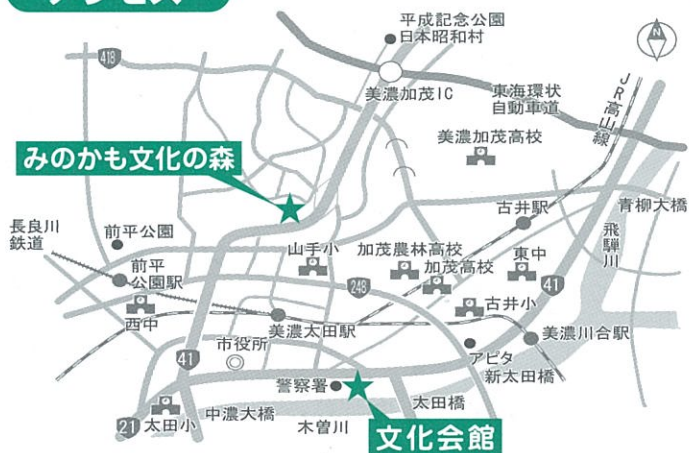 アクセス
平成記念公園
日本昭和村
418
美濃加茂IC
東海環状
自動車道
JR高山線
美濃加茂高校
みのかも文化の森
長良川
鉄道
前平公園
古井駅
青柳大橋
飛騨川
前平
公園駅
山手小
加茂農林高校
加茂高校
東中
41
248
西中
古井小
美濃太田駅
美濃川合駅
市役所
アピタ
41
新太田橋
警察署
太田橋
21
太田小
中濃大橋
木曽川
文化会館